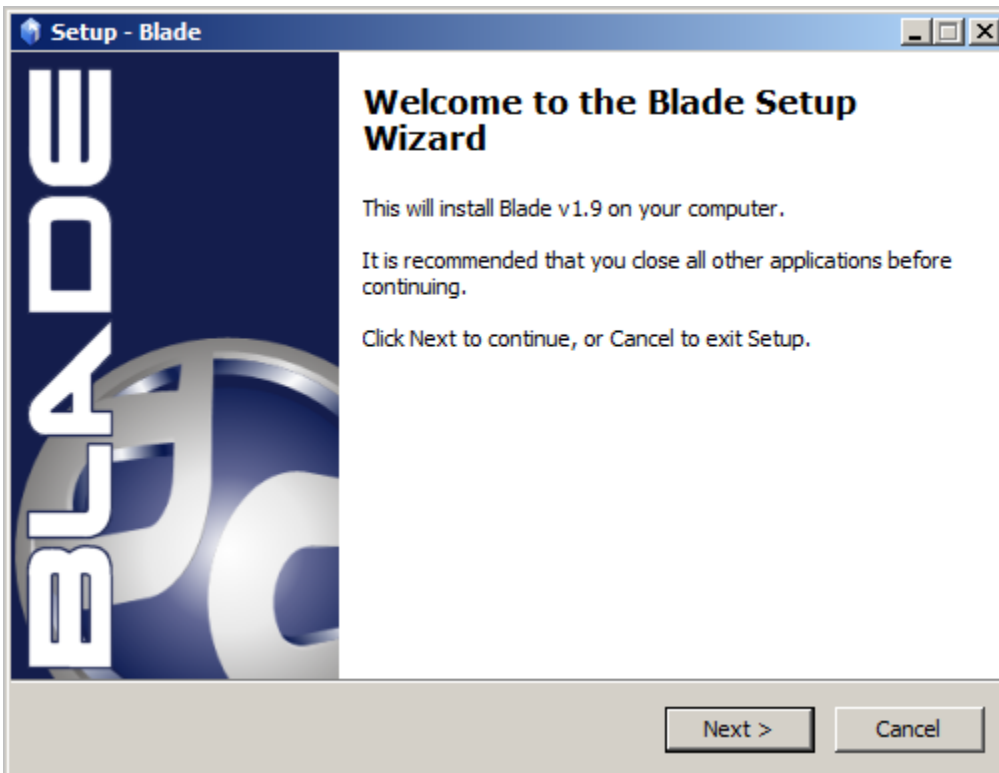 Setup - Blade
BLADE
Welcome to the Blade Setup
Wizard
This will install Blade v1.9 on your computer.
It is recommended that you close all other applications before
continuing.
Click Next to continue, or Cancel to exit Setup.
Next >
Cancel